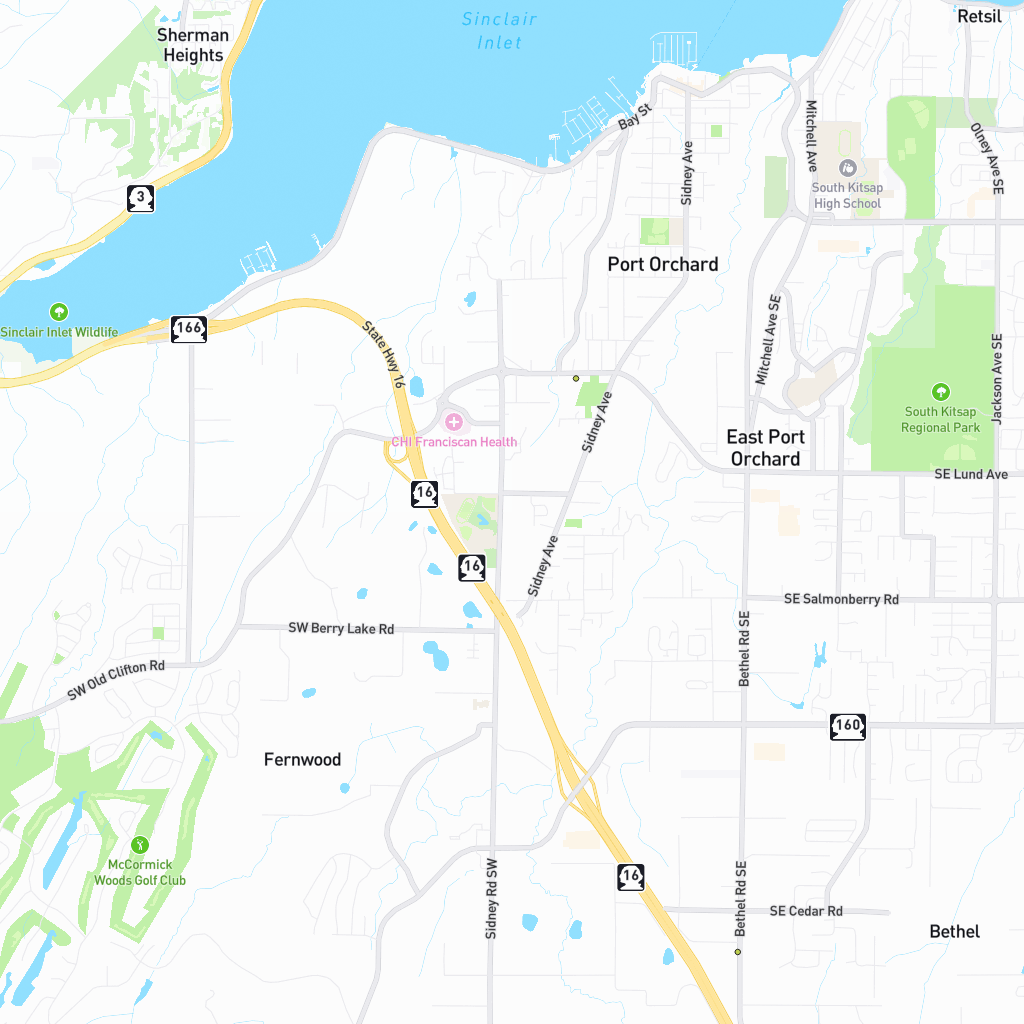 Sinclair
Inlet
Retsil
Sherman
Heights
Bay St
Mitchell Ave
Olney Ave SE
Sidney Ave
3
South Kitsap
High School
Port Orchard
Sinclair Inlet Wildlife
166
State Hwy 16
Mitchell Ave SE
Jackson Ave SE
South Kitsap
Regional Park
CHI Franciscan Health
Sidney Ave
East Port
Orchard
SE Lund Ave
16
16
Sidney Ave
SE Salmonberry Rd
SW Berry Lake Rd
Bethel Rd SE
SW Old Clifton Rd
160
Fernwood
McCormick
Woods Golf Club
16
Sidney Rd SW
Bethel Rd SE
SE Cedar Rd
Bethel